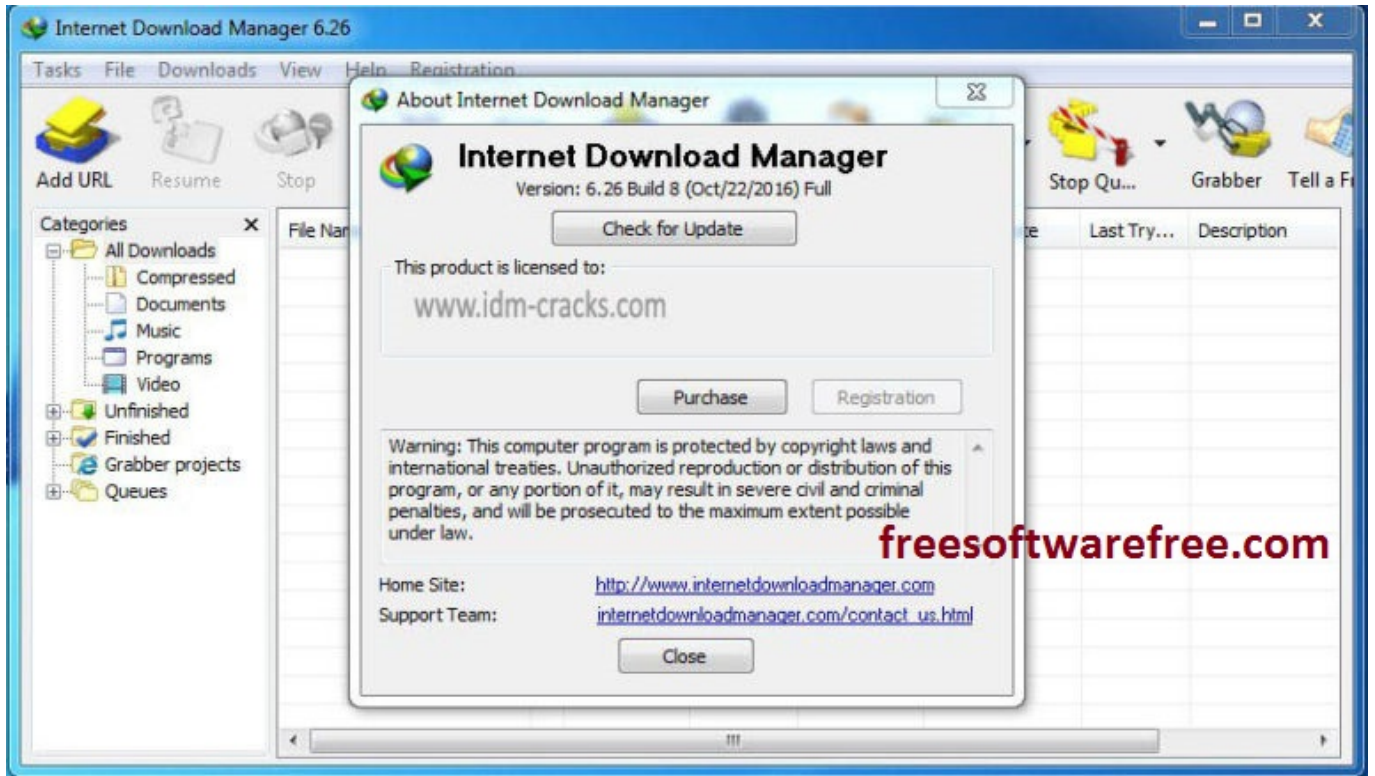 Internet Download Manager 6.26
Tasks File Downloads View Help Registration
About Internet Download Manager
Internet Download Manager
Version: 6.26 Build 8 (Oct/22/2016) Full
Check for Update
This product is licensed to:
www.idm-cracks.com
Purchase Registration
Warning: This computer program is protected by copyright laws and
international treaties. Unauthorized reproduction or distribution of this
program, or any portion of it, may result in severe civil and criminal
penalties, and will be prosecuted to the maximum extent possible
under law.
Home Site: http://www.internetdownloadmanager.com
Support Team: internetdownloadmanager.com/contact_us.html
Close
Add URL Resume Stop Stop Qu... Grabber Tell a
Categories
All Downloads
Compressed
Documents
Music
Programs
Video
Unfinished
Finished
Grabber projects
Queues
File Last Try... Description
freesoftwarefree.com